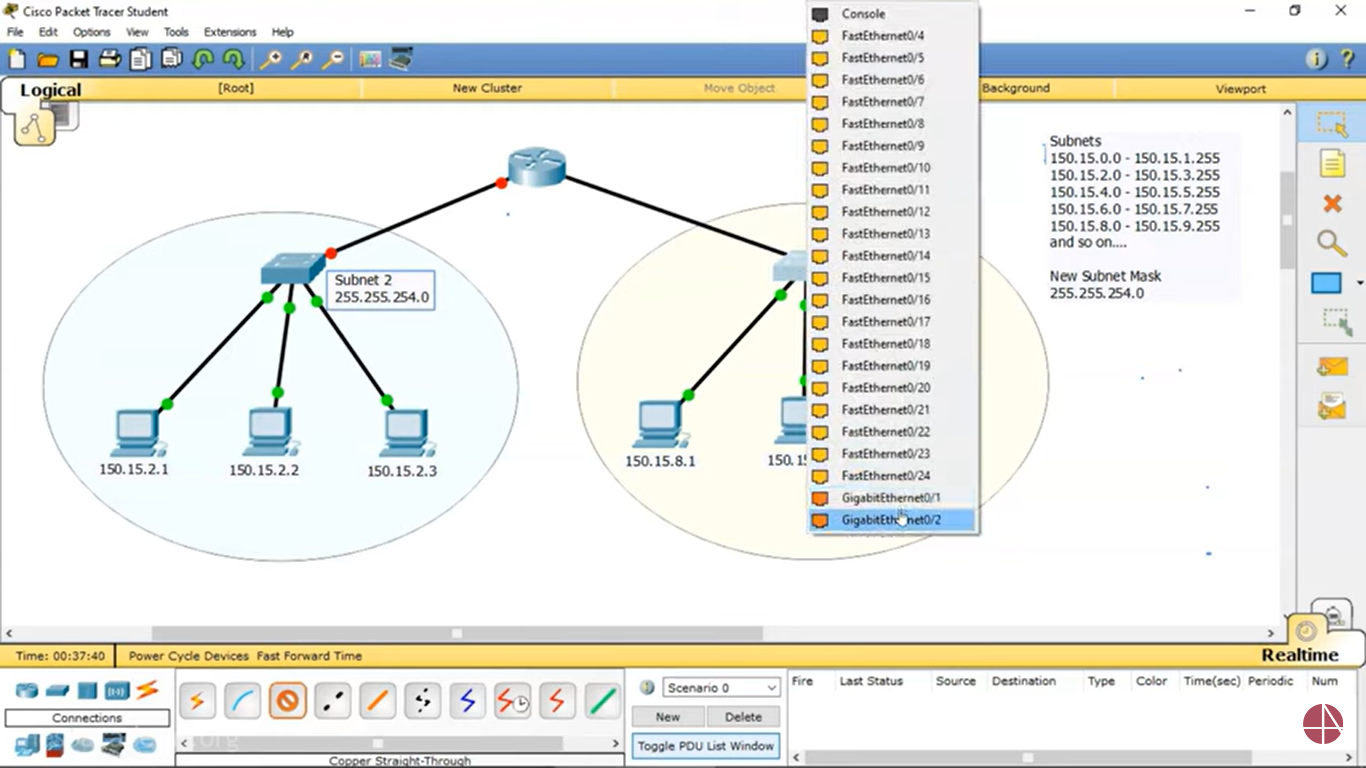 Cisco Packet Tracer Student
File Edit Options View Tools Extensions Help
Logical [Root] New Cluster Move Object Background Viewport
Console
FastEthernet0/4
FastEthernet0/5
FastEthernet0/6
FastEthernet0/7
FastEthernet0/8
FastEthernet0/9
FastEthernet0/10
FastEthernet0/11
FastEthernet0/12
FastEthernet0/13
FastEthernet0/14
FastEthernet0/15
FastEthernet0/16
FastEthernet0/17
FastEthernet0/18
FastEthernet0/19
FastEthernet0/20
FastEthernet0/21
FastEthernet0/22
FastEthernet0/23
FastEthernet0/24
GigabitEthernet0/1
GigabitEthernet0/2
Subnets
150.15.0.0 - 150.15.1.255
150.15.2.0 - 150.15.3.255
150.15.4.0 - 150.15.5.255
150.15.6.0 - 150.15.7.255
150.15.8.0 - 150.15.9.255
and so on....
New Subnet Mask
255.255.254.0
Subnet 2
255.255.254.0
150.15.2.1 150.15.2.2 150.15.2.3 150.15.8.1 150.15
Realtime
Time: 00:37:40 Power Cycle Devices Fast Forward Time
Connections
Copper Straight-Through
Scenario 0
New Delete
Toggle PDU List Window
Fire Last Status Source Destination Type Color Time(sec) Periodic Num